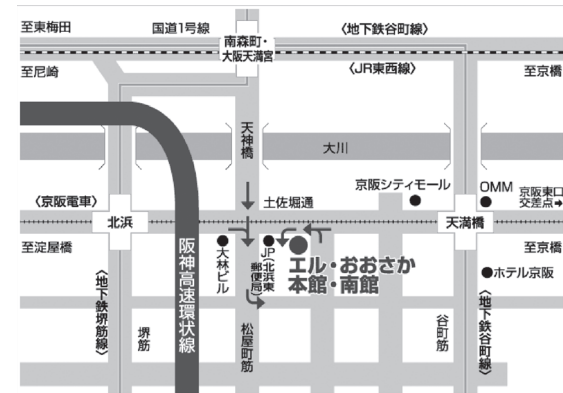 至東梅田
国道1号線
南森町・
大阪天満宮
〈地下鉄谷町線〉
至尼崎
〈JR東西線〉
至京橋
天神橋
大川
京阪シティモール
OMM
京阪東口
交差点➡
〈京阪電車〉
北浜
土佐堀通
天満橋
至淀屋橋
阪神高速環状線
大林ビル
JP(北浜東
郵便局)
エル・おおさか
本館・南館
至京橋
ホテル京阪
〈地下鉄堺筋線〉
堺筋
松屋町筋
谷町筋
〈地下鉄谷町線〉